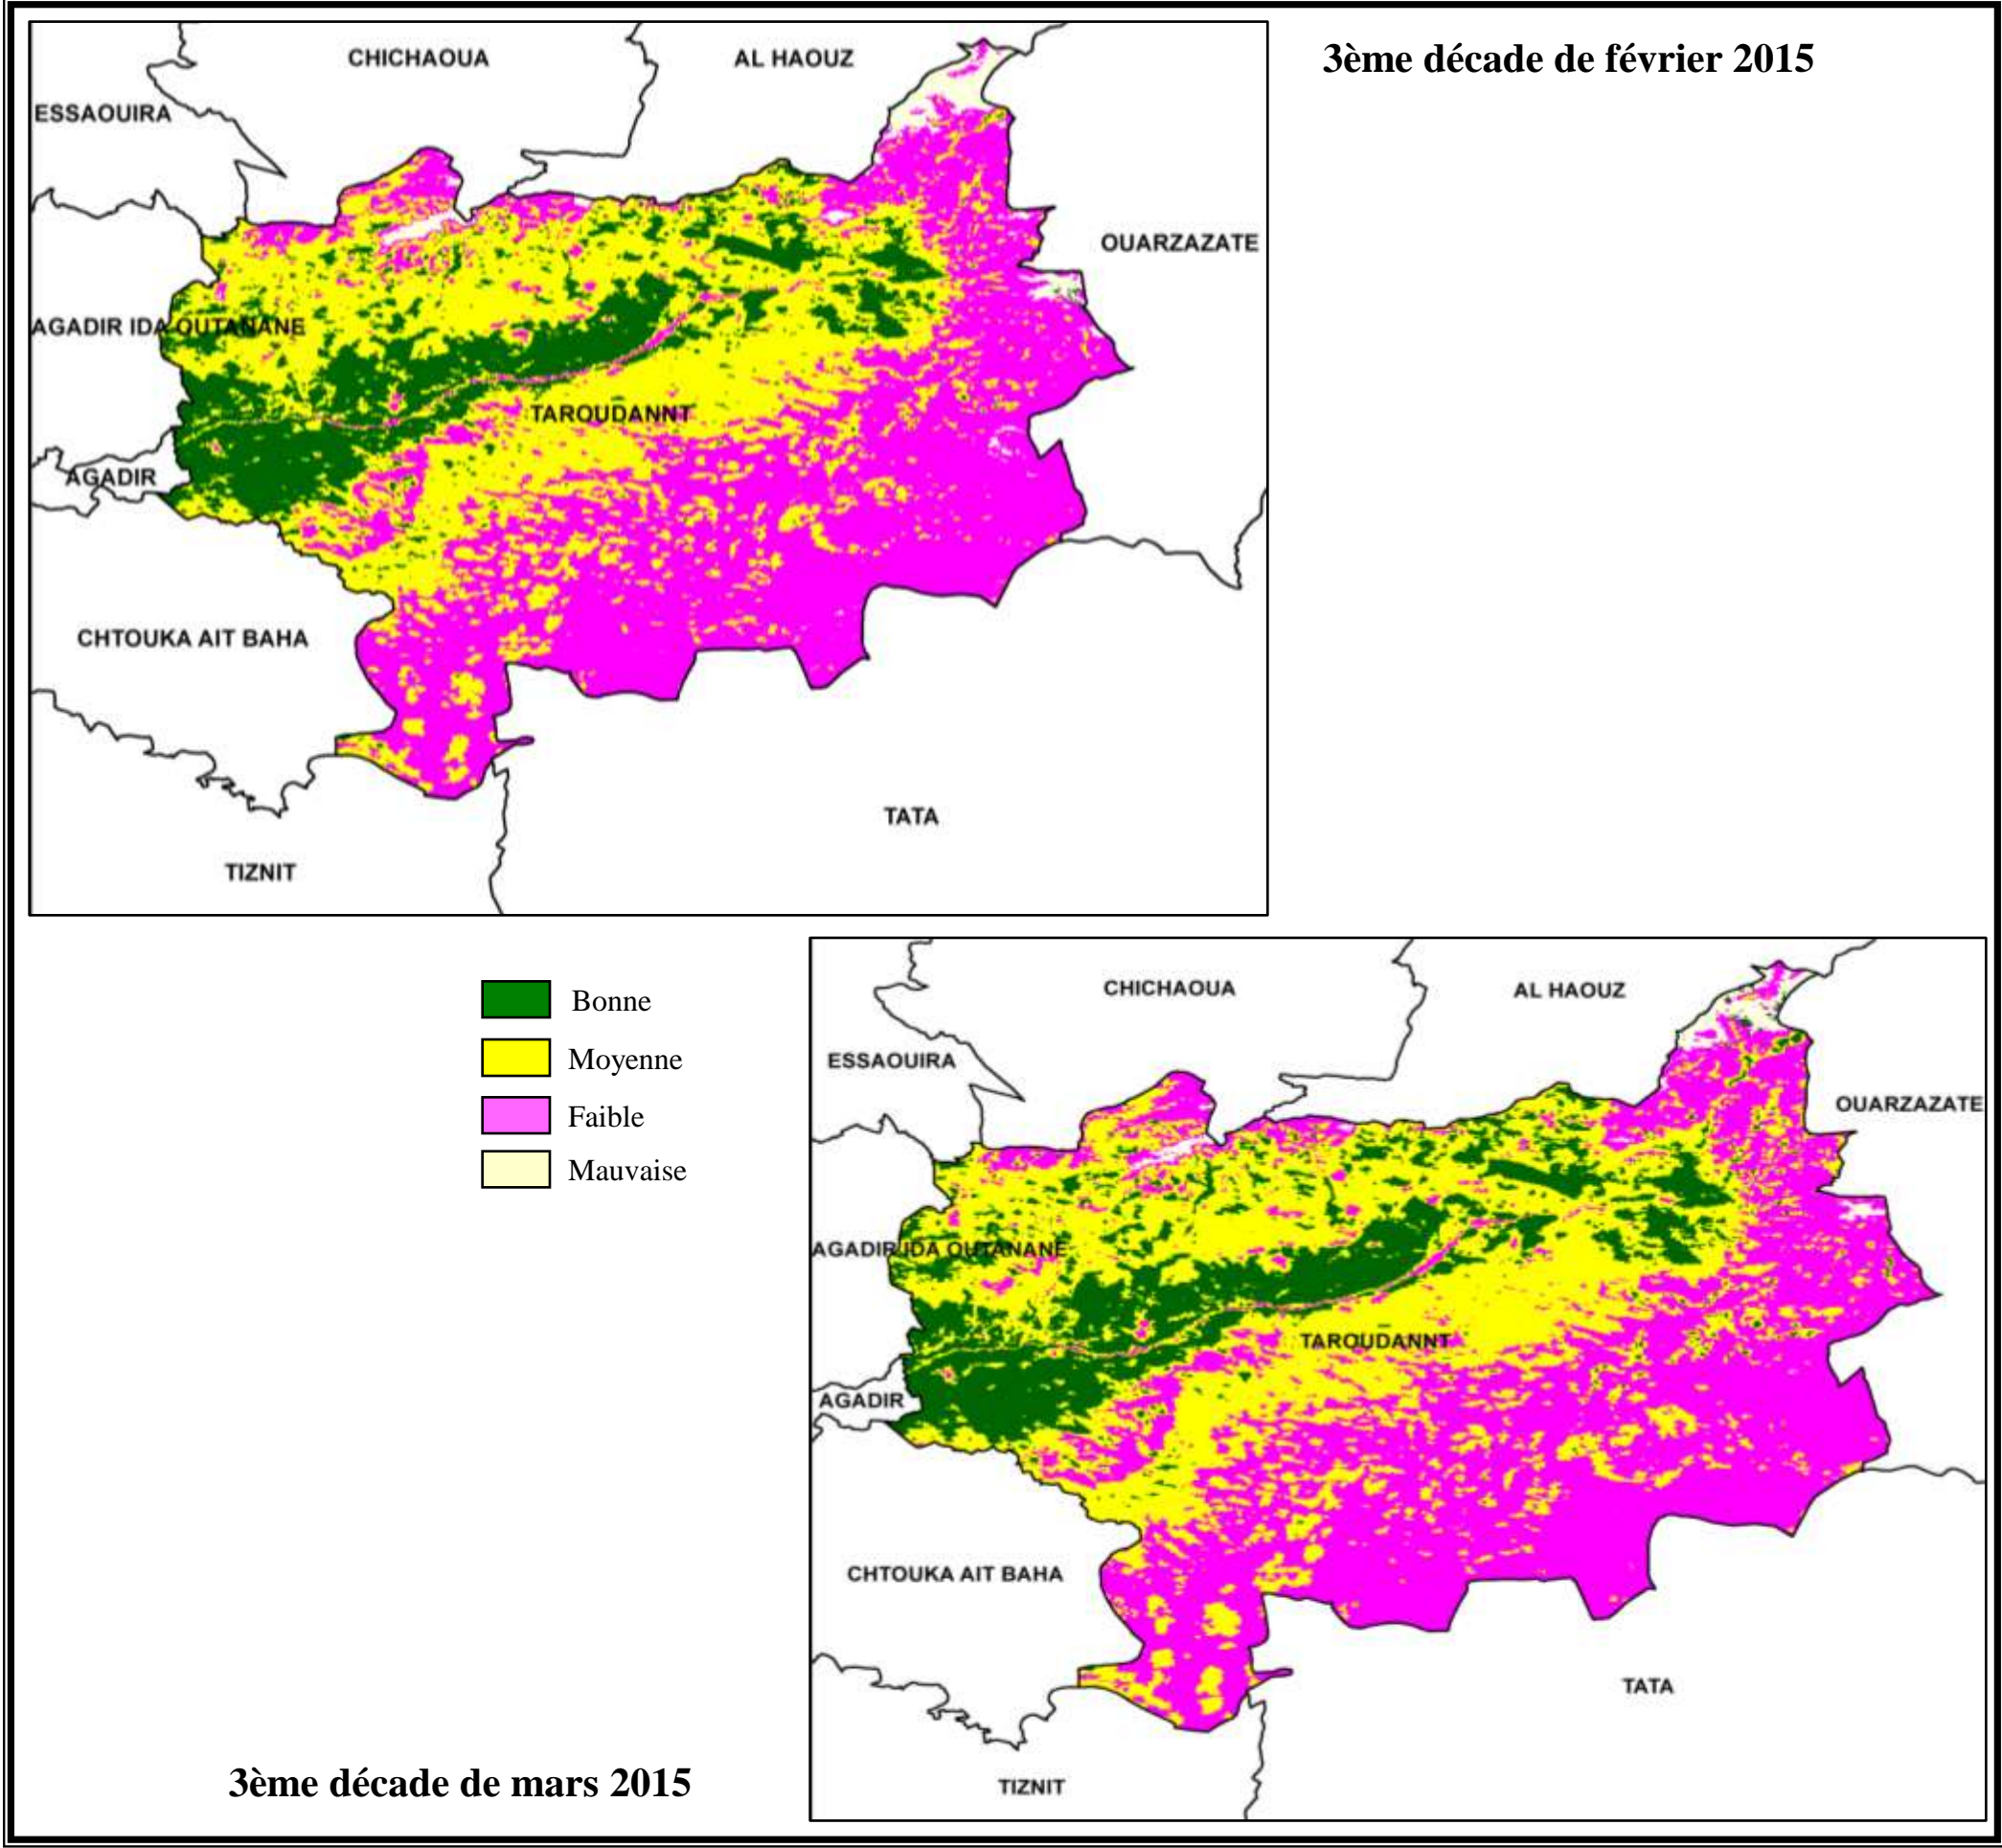 3ème décade de février 2015
CHICHAOUA
AL HAOUZ
ESSAOUIRA
OUARZAZATE
AGADIR IDA OUTANANE
TAROUDANNT
AGADIR
CHTOUKA AIT BAHA
TATA
TIZNIT
Bonne
Moyenne
Faible
Mauvaise
CHICHAOUA
AL HAOUZ
ESSAOUIRA
OUARZAZATE
AGADIR IDA OUTANANE
TAROUDANNT
AGADIR
CHTOUKA AIT BAHA
TATA
TIZNIT
3ème décade de mars 2015